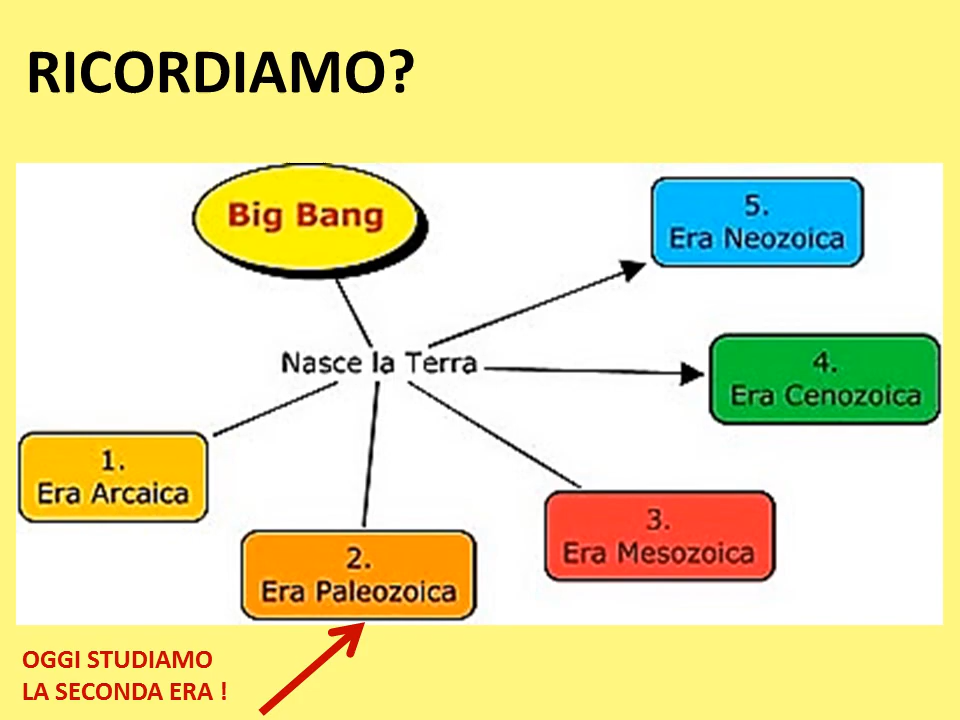 RICORDIAMO?
Big Bang
Nasce la Terra
1.
Era Arcaica
2.
Era Paleozoica
3.
Era Mesozoica
4.
Era Cenozoica
5.
Era Neozoica
OGGI STUDIAMO
LA SECONDA ERA !